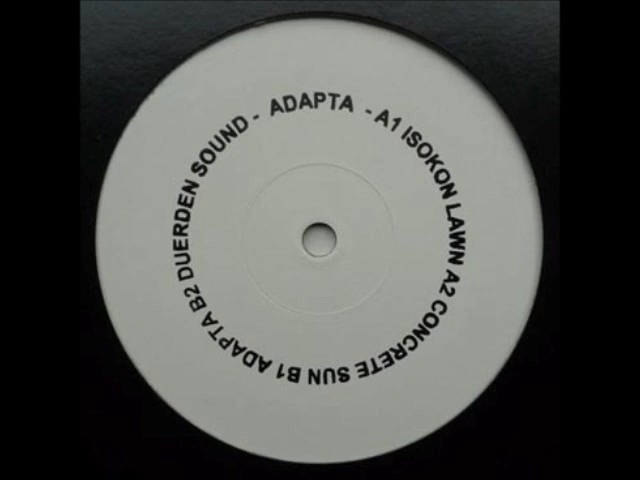 ADAPTA - A1 ISOKON LAWN A2 CONCRETE SUN B1 ADAPTA B2 DUERDEN SOUND -